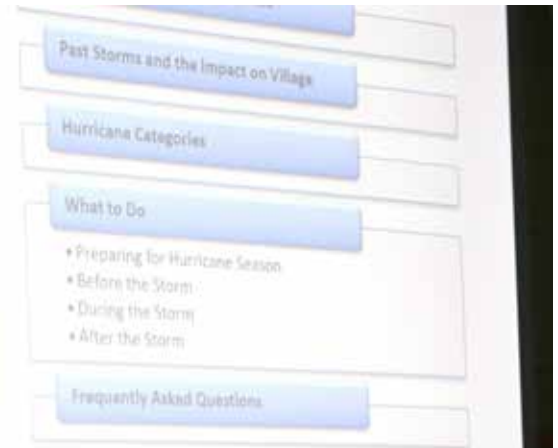 Past Storms and the Impact on Village
Hurricane Categories
What to Do
• Preparing for Hurricane Season
• Before the Storm
• During the Storm
• After the Storm
Frequently Asked Questions